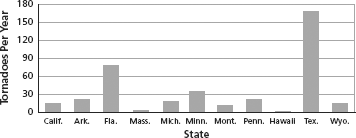 Tornadoes Per Year
180
150
120
90
60
30
0
Calif. Ark. Fla. Mass. Mich. Minn. Mont. Penn. Hawaii Tex. Wyo.
State